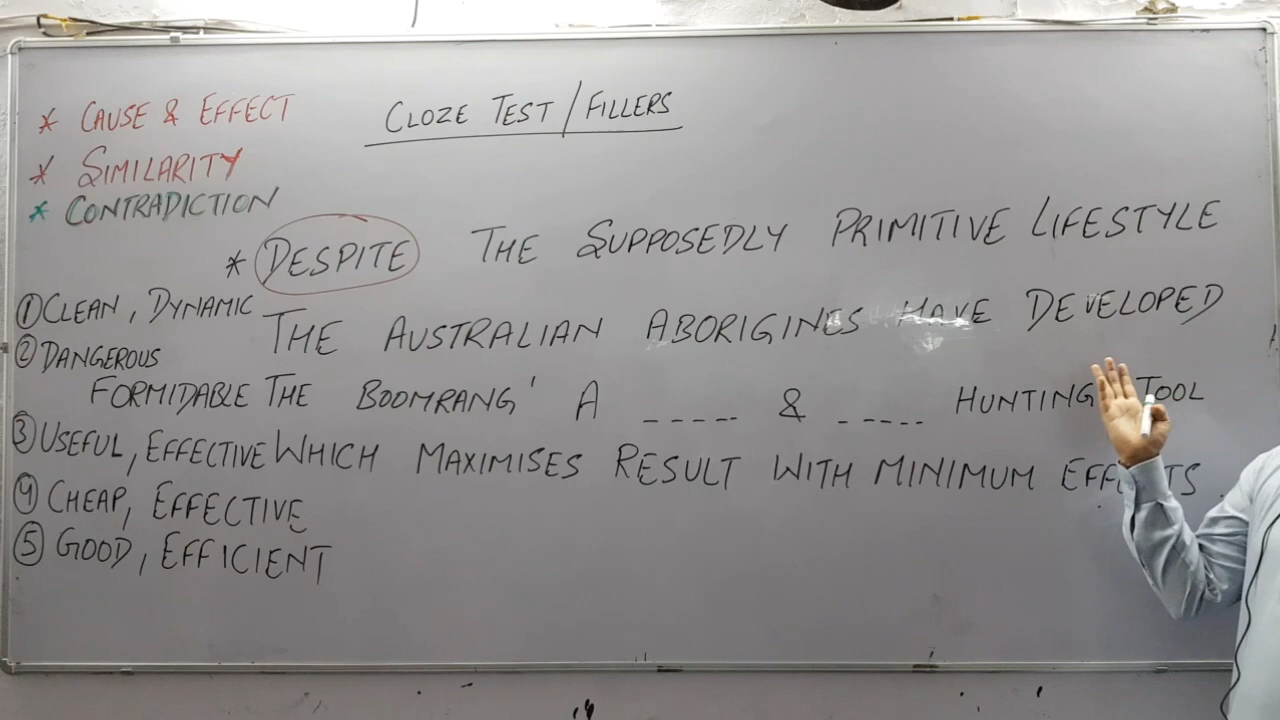 * CAUSE & EFFECT
CLOZE TEST / FILLERS
* SIMILARITY
* CONTRADICTION
* DESPITE THE SUPPOSEDLY PRIMITIVE LIFESTYLE
THE AUSTRALIAN ABORIGINES HAVE DEVELOPED
THE BOOMRANG' A _ _ _ _ _ & _ _ _ _ _ HUNTING TOOL
WHICH MAXIMISES RESULT WITH MINIMUM
① CLEAN, DYNAMIC
② DANGEROUS
FORMIDABLE
③ USEFUL, EFFECTIVE
④ CHEAP, EFFECTIVE
⑤ GOOD, EFFICIENT